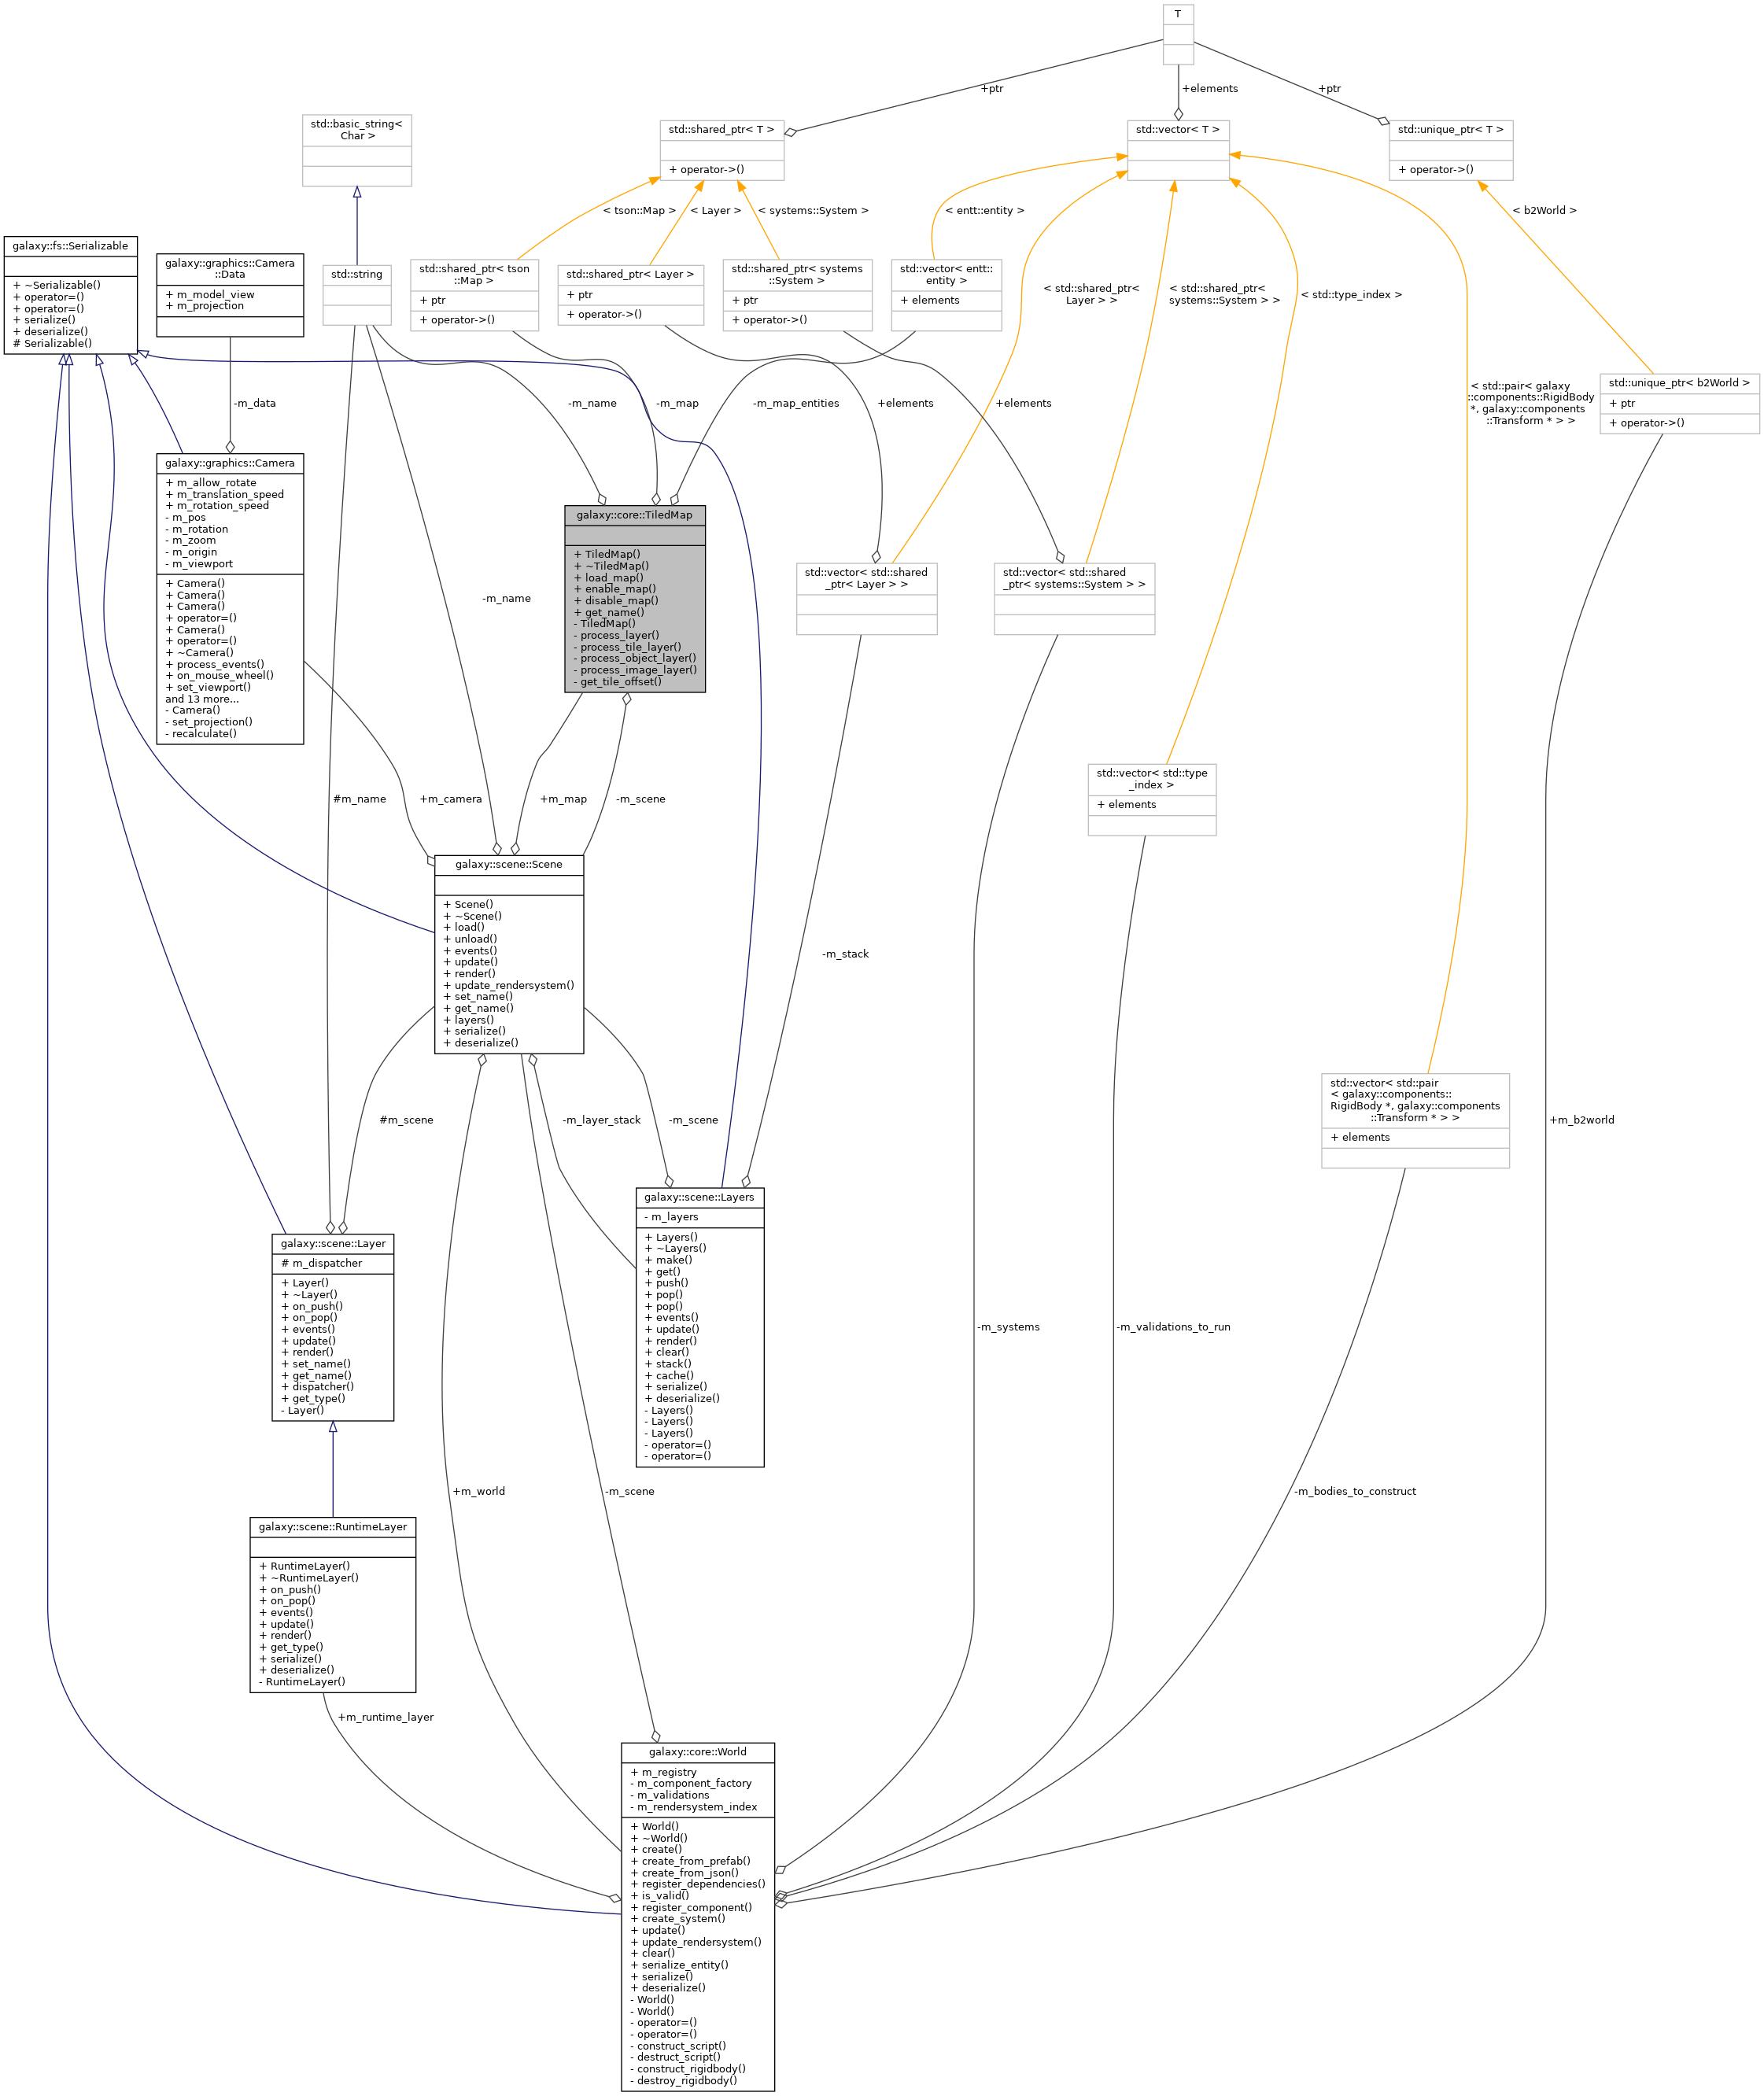 T
+ptr
+elements
+ptr
std::basic_string<
Char >
std::shared_ptr< T >
+ operator->()
std::vector< T >
std::unique_ptr< T >
+ operator->()
< tson::Map >
< Layer >
< systems::System >
< entt::entity >
< b2World >
galaxy::fs::Serializable
+ ~Serializable()
+ operator=()
+ operator=()
+ serialize()
+ deserialize()
# Serializable()
galaxy::graphics::Camera
::Data
+ m_model_view
+ m_projection
std::string
std::shared_ptr< tson
::Map >
+ ptr
+ operator->()
std::shared_ptr< Layer >
+ ptr
+ operator->()
std::shared_ptr< systems
::System >
+ ptr
+ operator->()
std::vector< entt::
entity >
+ elements
< std::shared_ptr<
Layer > >
< std::shared_ptr<
systems::System > >
< std::type_index >
< std::pair< galaxy
::components::RigidBody
*, galaxy::components
::Transform * > >
std::unique_ptr< b2World >
+ ptr
+ operator->()
-m_data
-m_name
-m_map
-m_map_entities
+elements
+elements
galaxy::graphics::Camera
+ m_allow_rotate
+ m_translation_speed
+ m_rotation_speed
- m_pos
- m_rotation
- m_zoom
- m_origin
- m_viewport
+ Camera()
+ Camera()
+ Camera()
+ operator=()
+ Camera()
+ operator=()
+ ~Camera()
+ process_events()
+ on_mouse_wheel()
+ set_viewport()
and 13 more...
- Camera()
- set_projection()
- recalculate()
-m_name
galaxy::core::TiledMap
+ TiledMap()
+ ~TiledMap()
+ load_map()
+ enable_map()
+ disable_map()
+ get_name()
- TiledMap()
- process_layer()
- process_tile_layer()
- process_object_layer()
- process_image_layer()
- get_tile_offset()
std::vector< std::shared
_ptr< Layer > >
std::vector< std::shared
_ptr< systems::System > >
std::vector< std::type
_index >
+ elements
#m_name
+m_camera
+m_map
-m_scene
galaxy::scene::Scene
+ Scene()
+ ~Scene()
+ load()
+ unload()
+ events()
+ update()
+ render()
+ update_rendersystem()
+ set_name()
+ get_name()
+ layers()
+ serialize()
+ deserialize()
-m_stack
std::vector< std::pair
< galaxy::components::
RigidBody *, galaxy::components
::Transform * > >
+ elements
#m_scene
-m_layer_stack
-m_scene
+m_b2world
galaxy::scene::Layers
- m_layers
+ Layers()
+ ~Layers()
+ make()
+ get()
+ push()
+ pop()
+ pop()
+ events()
+ update()
+ render()
+ clear()
+ stack()
+ cache()
+ serialize()
+ deserialize()
- Layers()
- Layers()
- Layers()
- operator=()
- operator=()
galaxy::scene::Layer
# m_dispatcher
+ Layer()
+ ~Layer()
+ on_push()
+ on_pop()
+ events()
+ update()
+ render()
+ set_name()
+ get_name()
+ dispatcher()
+ get_type()
- Layer()
-m_systems
-m_validations_to_run
+m_world
-m_scene
-m_bodies_to_construct
galaxy::scene::RuntimeLayer
+ RuntimeLayer()
+ ~RuntimeLayer()
+ on_push()
+ on_pop()
+ events()
+ update()
+ render()
+ get_type()
+ serialize()
+ deserialize()
- RuntimeLayer()
+m_runtime_layer
galaxy::core::World
+ m_registry
- m_component_factory
- m_validations
- m_rendersystem_index
+ World()
+ ~World()
+ create()
+ create_from_prefab()
+ create_from_json()
+ register_dependencies()
+ is_valid()
+ register_component()
+ create_system()
+ update()
+ update_rendersystem()
+ clear()
+ serialize_entity()
+ serialize()
+ deserialize()
- World()
- World()
- operator=()
- operator=()
- construct_script()
- destruct_script()
- construct_rigidbody()
- destroy_rigidbody()